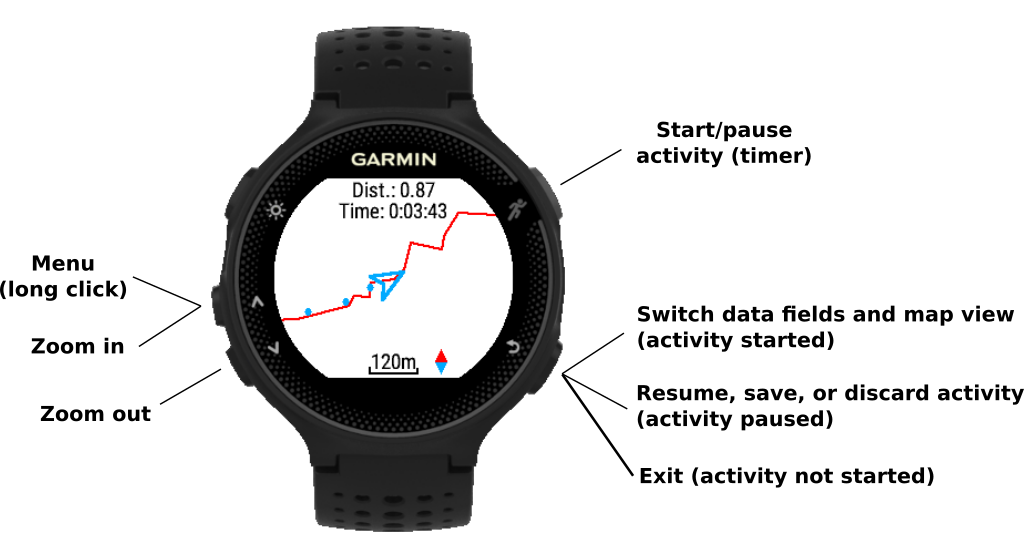 GARMIN
Dist.: 0.87
Time: 0:03:43
120m
Start/pause
activity (timer)
Menu
(long click)
Zoom in
Zoom out
Switch data fields and map view
(activity started)
Resume, save, or discard activity
(activity paused)
Exit (activity not started)